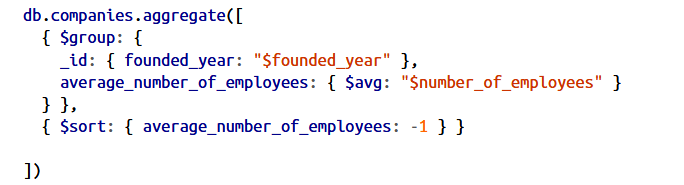 db.companies.aggregate([
{ $group: {
_id: { founded_year: "$founded_year" },
average_number_of_employees: { $avg: "$number_of_employees" }
} },
{ $sort: { average_number_of_employees: -1 } }
])